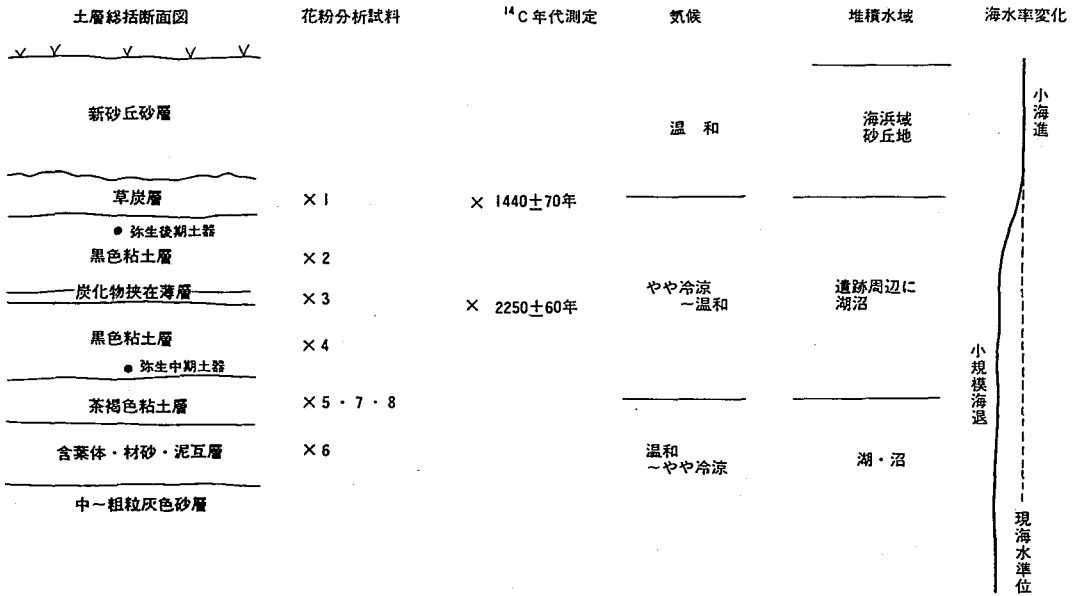 土層総括断面図 花粉分析試料 ¹⁴C年代測定 気候 堆積水域 海水率変化
新砂丘砂層
温 和
海浜域
砂丘地
小海進
草炭層 ×1 × 1440±70年
● 弥生後期土器
黒色粘土層 ×2
炭化物挟在薄層 ×3 × 2250±60年
やや冷涼
~温和
遺跡周辺に
湖沼
黒色粘土層 ×4
● 弥生中期土器
小規模海退
茶褐色粘土層 ×5・7・8
含葉体・材砂・泥互層 ×6
温和
~やや冷涼
湖・沼
中~粗粒灰色砂層
現海水準位